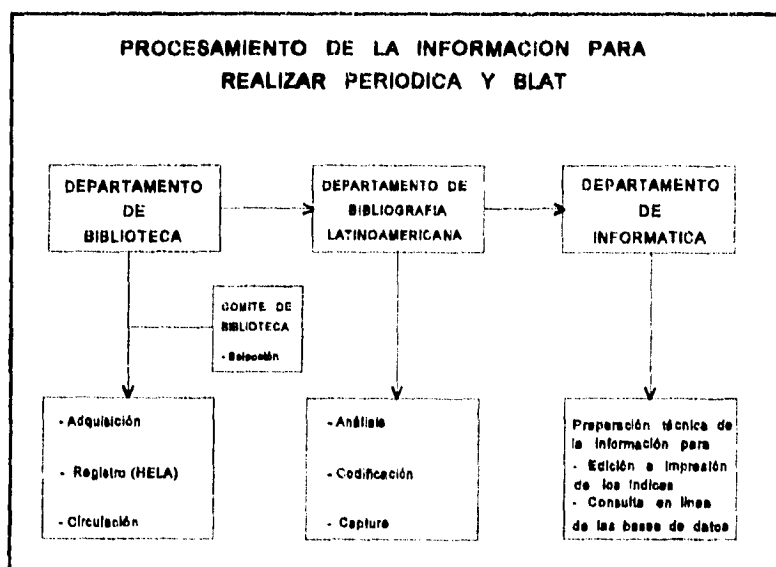 PROCESAMIENTO DE LA INFORMACION PARA
REALIZAR PERIODICA Y BLAT
DEPARTAMENTO
DE
BIBLIOTECA
DEPARTAMENTO DE
BIBLIOGRAFIA
LATINOAMERICANA
DEPARTAMENTO
DE
INFORMATICA
COMITE DE
BIBLIOTECA
- Selección
- Adquisición
- Registro (HELA)
- Circulación
- Análisis
- Codificación
- Captura
Preparación técnica de
la información para
- Edición e impresión
de los índices
- Consulta en línea
de las bases de datos